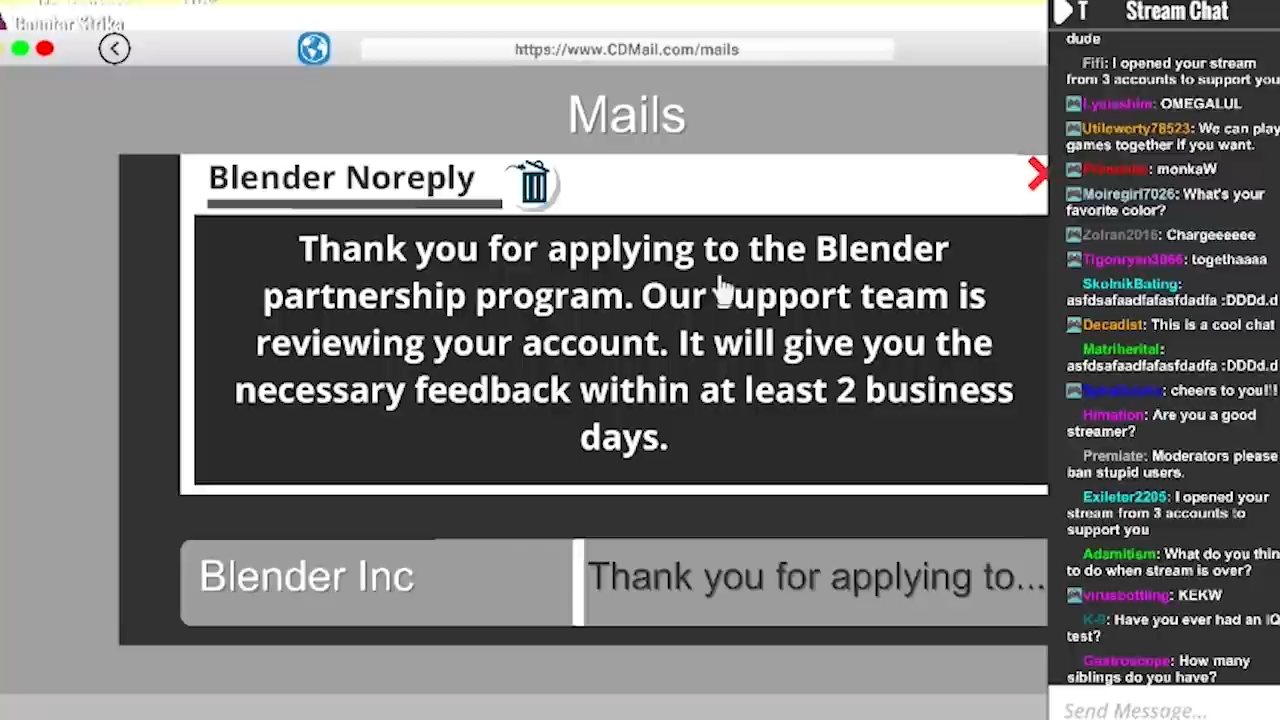 https://www.CDMail.com/mails
Mails
Blender Noreply
Thank you for applying to the Blender
partnership program. Our support team is
reviewing your account. It will give you the
necessary feedback within at least 2 business
days.
Blender Inc
Thank you for applying to...
T Stream Chat
dude
Fifi: I opened your stream
from 3 accounts to support you
OMEGALUL
Utilewerty78523: We can play
games together if you want.
: monkaW
Moiregirl7026: What's your
favorite color?
Zolran2016: Chargeeeeee
Tigonryan3066: togethaaaa
SkolnikBating:
asfdsafaadfafasfdadfa :DDDd.d
Decadist: This is a cool chat
Matriherital:
asfdsafaadfafasfdadfa :DDDd.d
: cheers to you!!
Himation: Are you a good
streamer?
Premiate: Moderators please
ban stupid users.
Exileter2205: I opened your
stream from 3 accounts to
support you
Adamitism: What do you thin
to do when stream is over?
virusbottling: KEKW
K-9: Have you ever had an IQ
test?
Gastroscope: How many
siblings do you have?
Send Message...